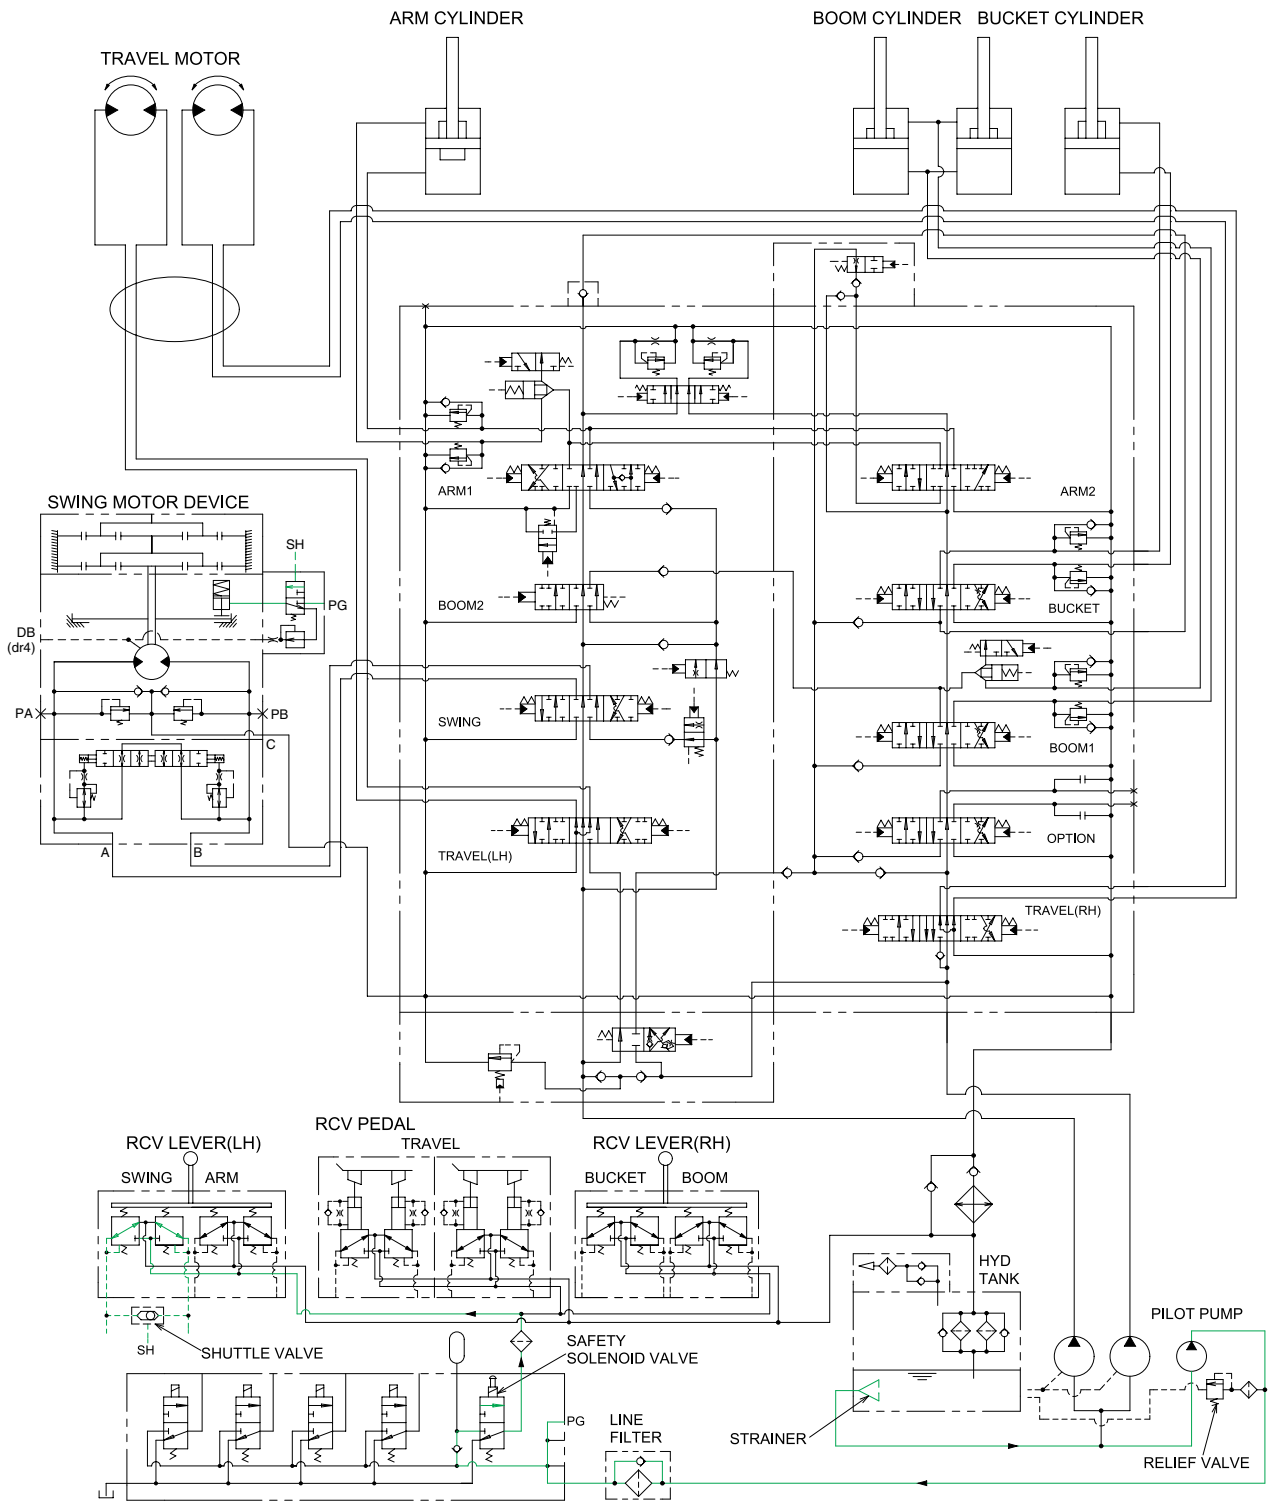 ARM CYLINDER
BOOM CYLINDER
BUCKET CYLINDER
TRAVEL MOTOR
ARM1
ARM2
SWING MOTOR DEVICE
SH
BUCKET
BOOM2
PG
DB
(dr4)
PA
PB
SWING
BOOM1
C
OPTION
A
B
TRAVEL(LH)
TRAVEL(RH)
RCV PEDAL
RCV LEVER(LH)
TRAVEL
RCV LEVER(RH)
SWING
ARM
BUCKET
BOOM
HYD
TANK
PILOT PUMP
SH
SHUTTLE VALVE
SAFETY
SOLENOID VALVE
PG
LINE
FILTER
STRAINER
RELIEF VALVE